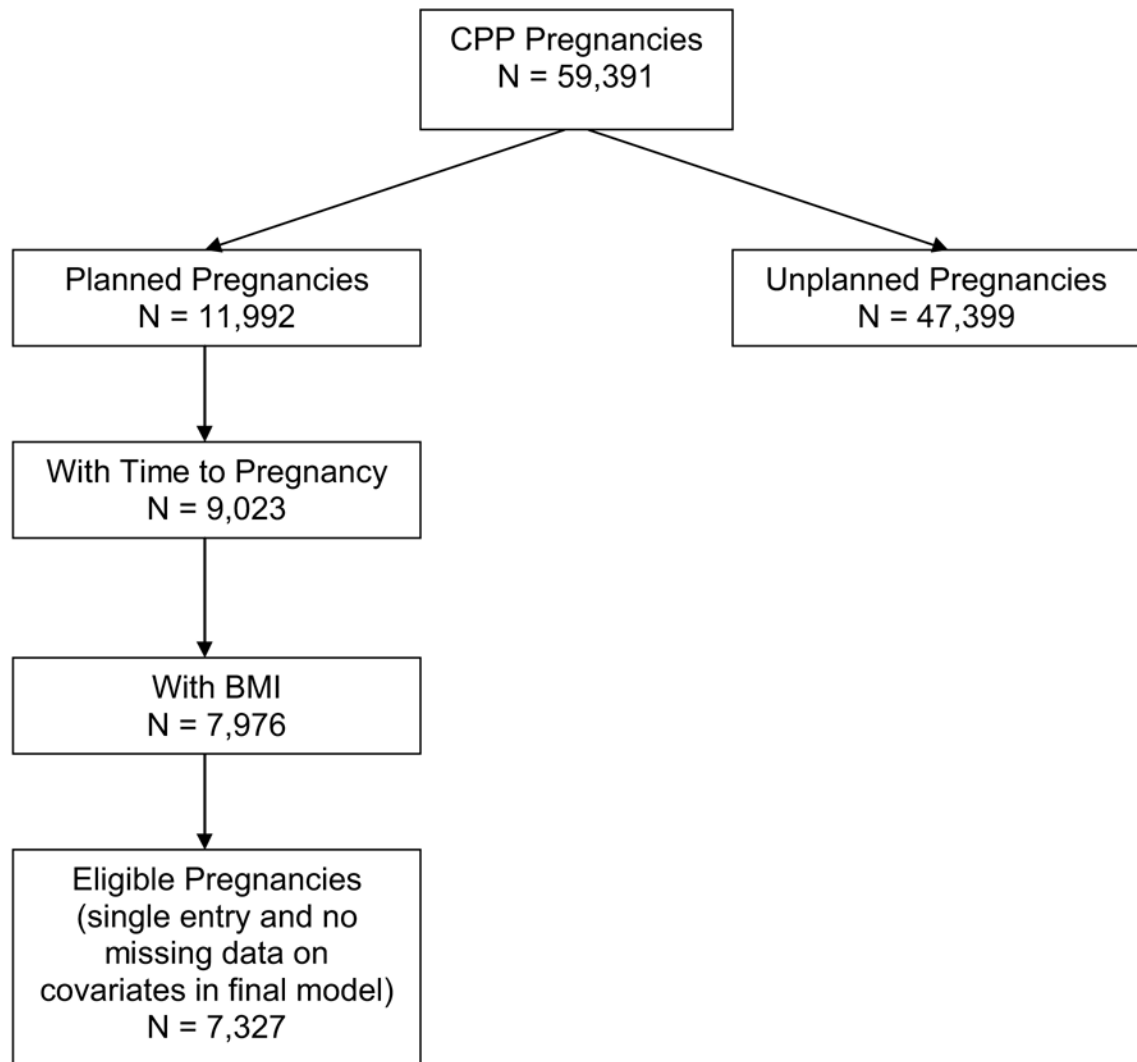 CPP Pregnancies
N = 59,391
Planned Pregnancies
N = 11,992
Unplanned Pregnancies
N = 47,399
With Time to Pregnancy
N = 9,023
With BMI
N = 7,976
Eligible Pregnancies
(single entry and no
missing data on
covariates in final model)
N = 7,327